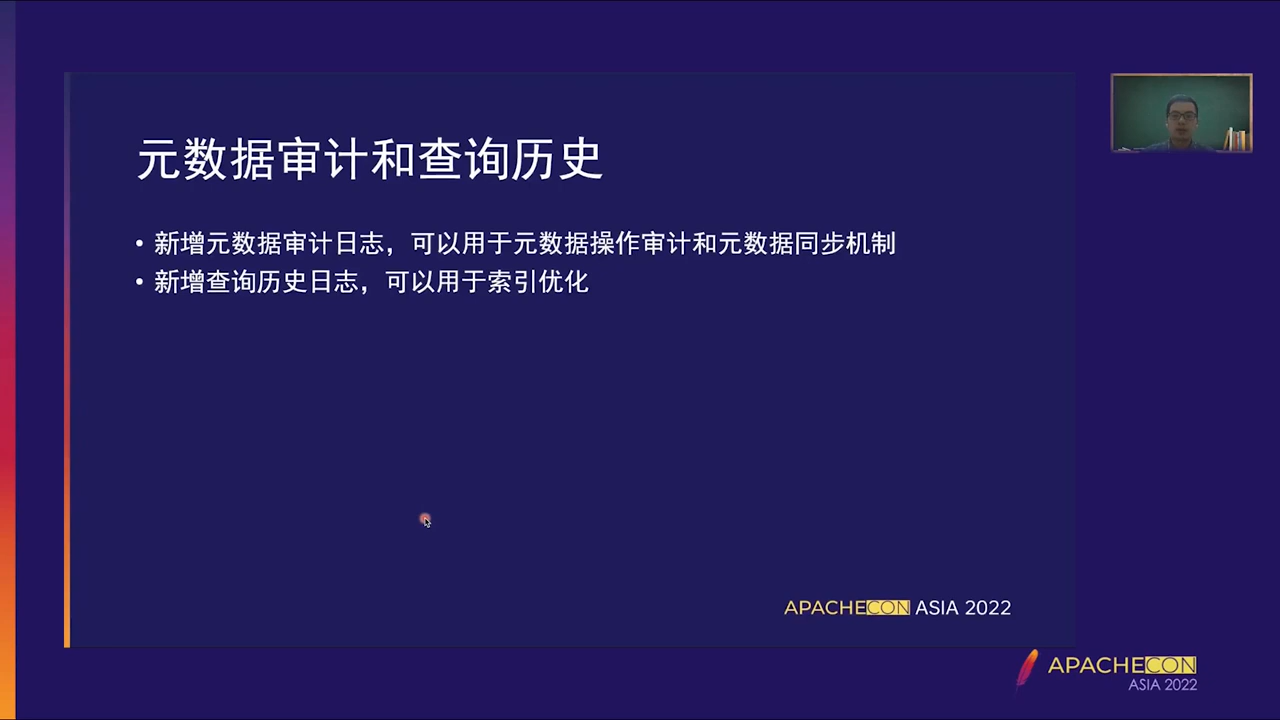 元数据审计和查询历史
• 新增元数据审计日志，可以用于元数据操作审计和元数据同步机制
• 新增查询历史日志，可以用于索引优化
APACHECON ASIA 2022
APACHECON
ASIA 2022